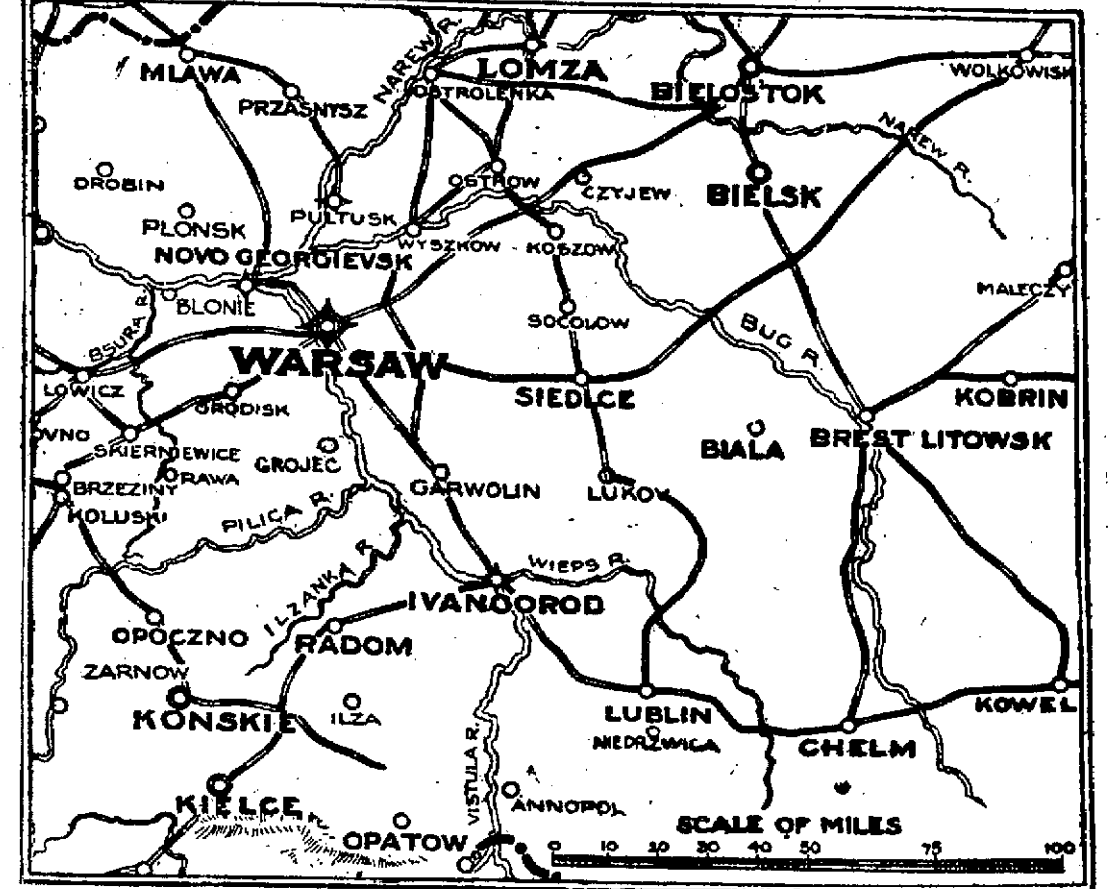 NAREW R.
MLAWA
LOMZA
WOLKOWISK
PRZASNYSZ
OSTROLENKA
BIELOSTOK
NAREW R.
DROBIN
OSTROW
CZYJEW
BIELSK
PLONSK
PULTUSK
WYSZKOW
KOSZOW
NOVO GEORGIEVSK
BLONIE
MALECZY
BSURA R.
SOCOLOW
BUG R.
WARSAW
LOWICZ
GRODISK
SIEDLCE
KOBRIN
VNO
SKIERNIEWICE
GROJEC
BIALA
BREST LITOWSK
BRZEZINY
RAWA
GARWOLIN
LUKOV
KOLUSKI
PILICA R.
ILZANKA R.
WIEPS R.
IVANGOROD
OPOCZNO
RADOM
ZARNOW
KONSKIE
ILZA
LUBLIN
KOWEL
NIEDRZWICA
CHELM
VISTULA R.
KIELCE
ANNOPOL
OPATOW
SCALE OF MILES
0 10 20 30 40 50 75 100